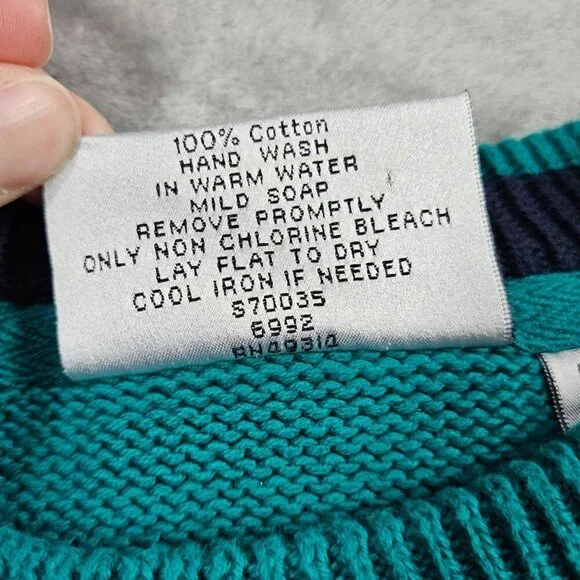 100% Cotton
HAND WASH
IN WARM WATER
MILD SOAP
REMOVE PROMPTLY
ONLY NON CHLORINE BLEACH
LAY FLAT TO DRY
COOL IRON IF NEEDED
S70035
6992